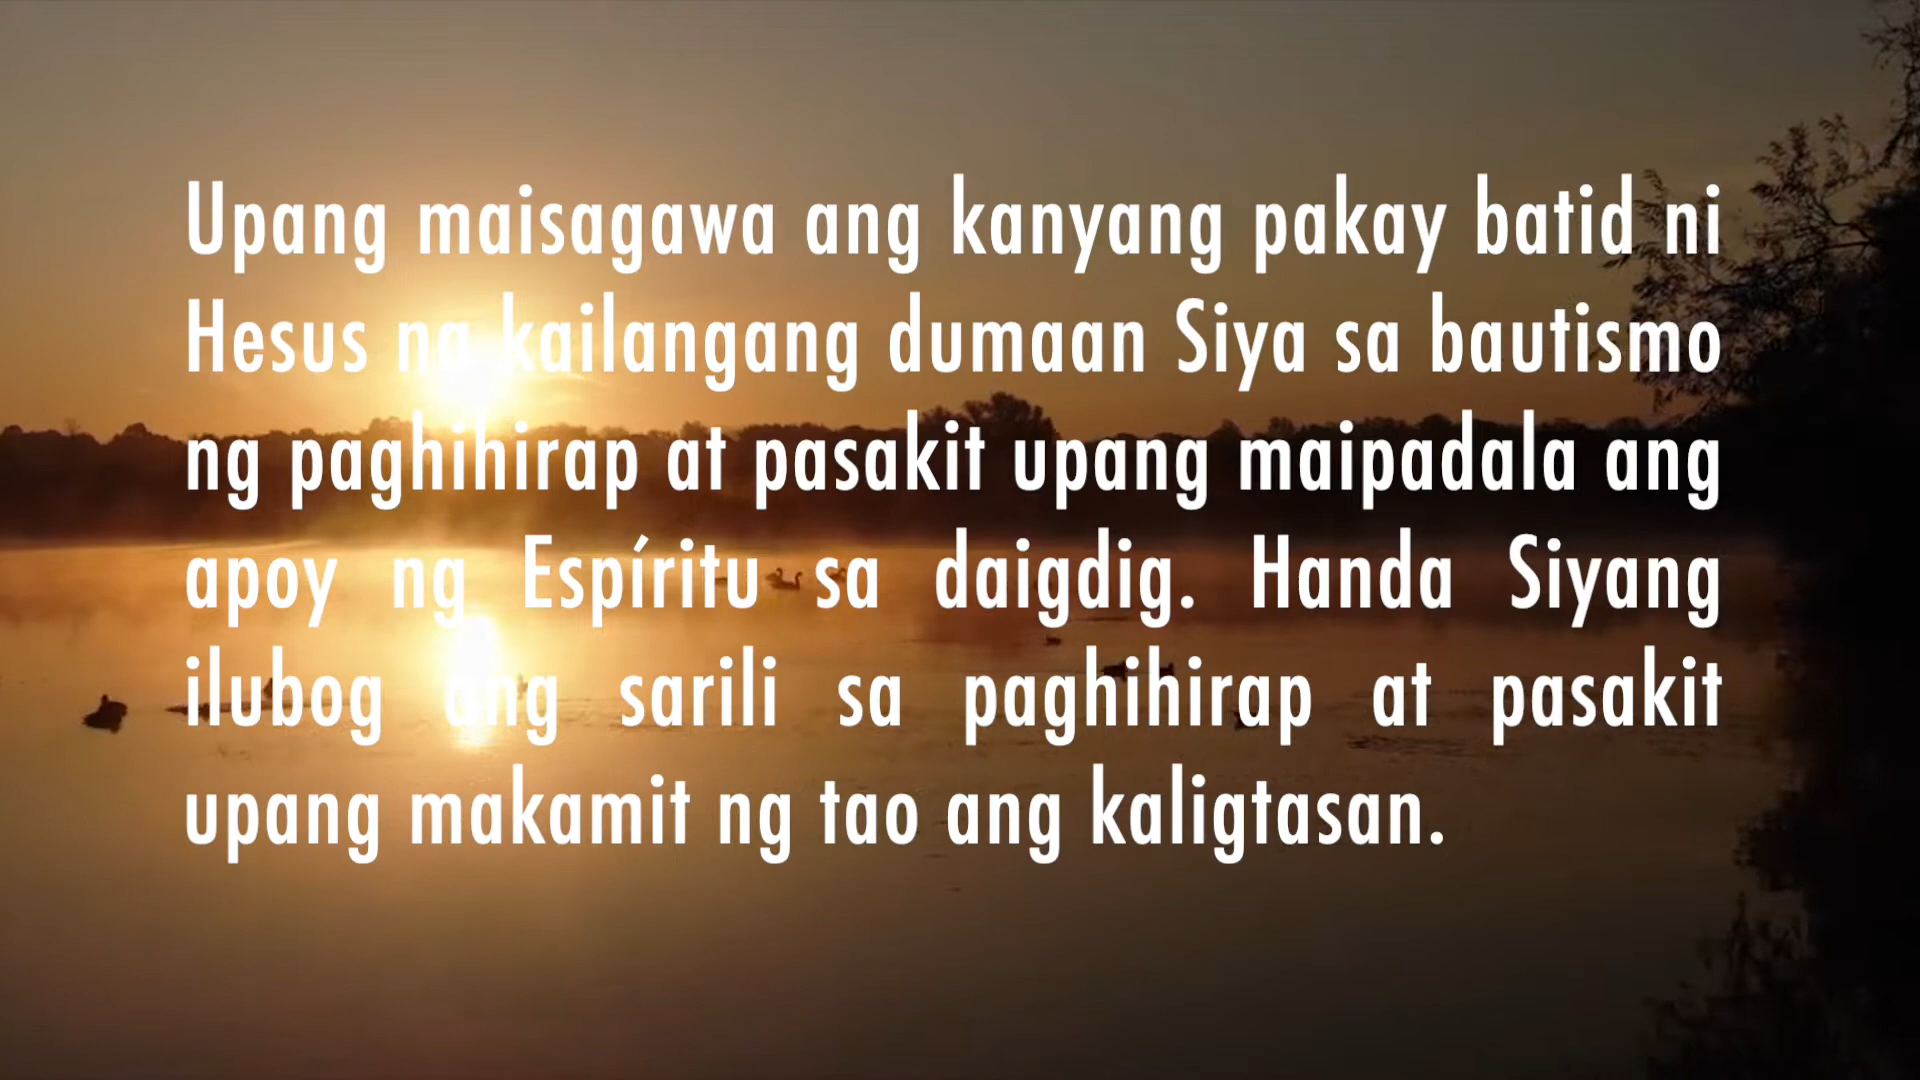 Upang maisagawa ang kanyang pakay batid ni
Hesus na kailangang dumaan Siya sa bautismo
ng paghihirap at pasakit upang maipadala ang
apoy ng Espíritu sa daigdig. Handa Siyang
ilubog ang sarili sa paghihirap at pasakit
upang makamit ng tao ang kaligtasan.